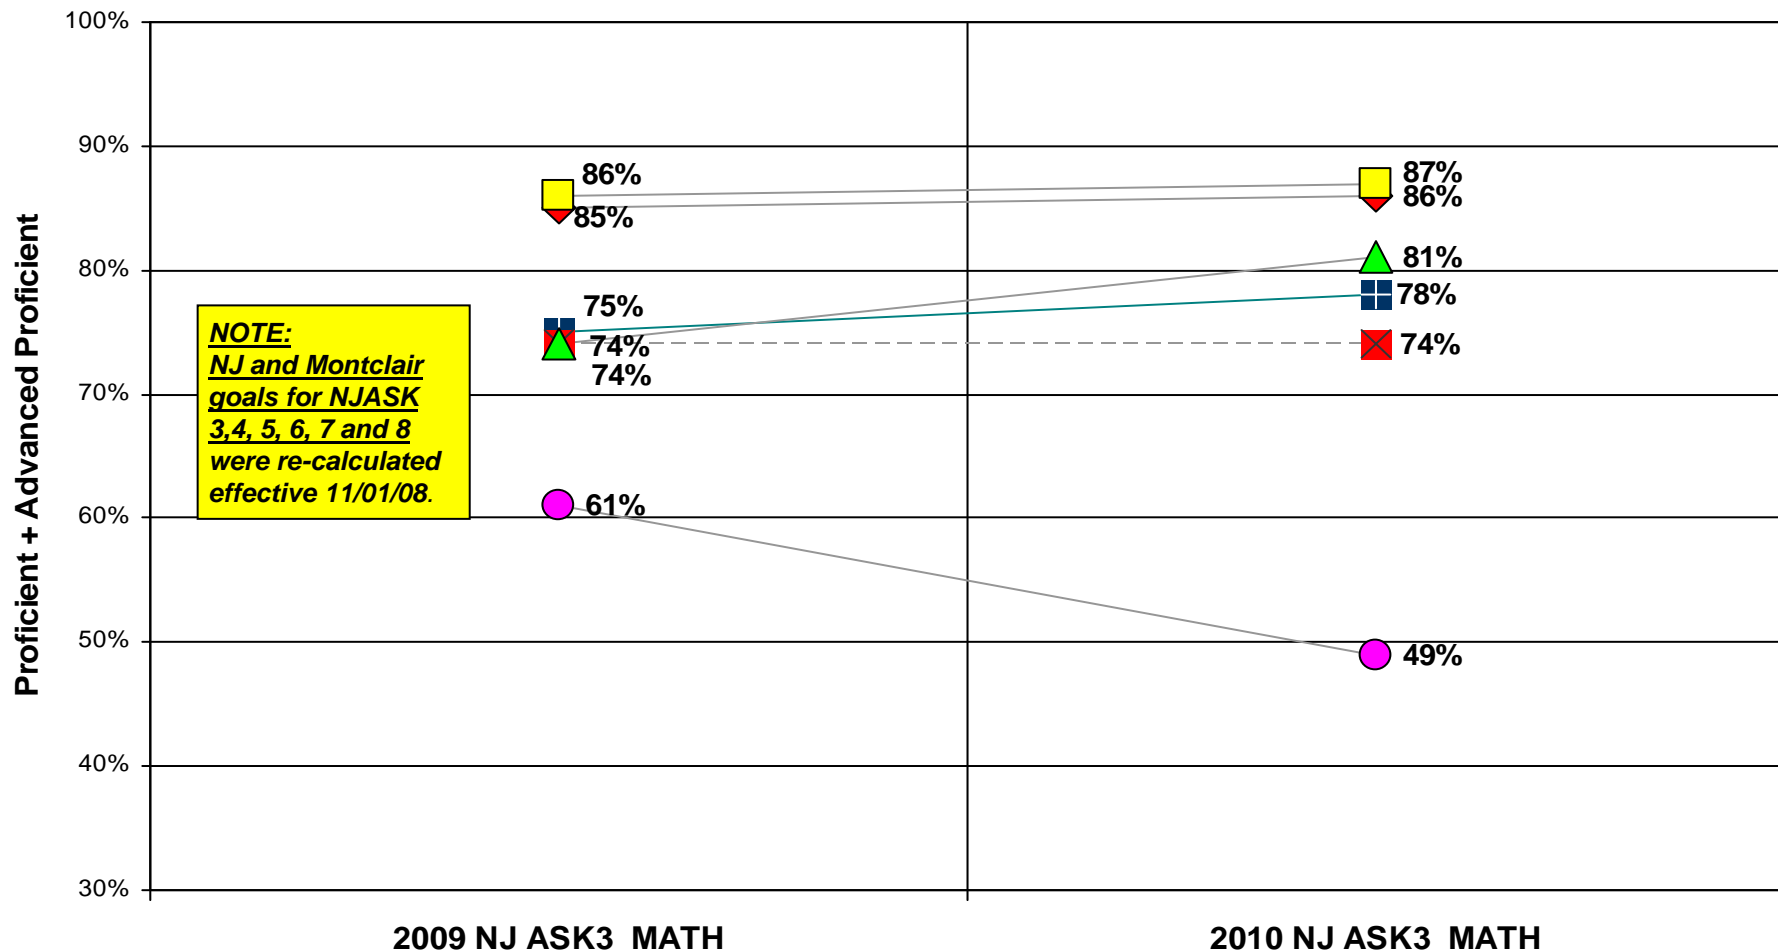 100%
90%
80%
70%
60%
50%
40%
30%
Proficient + Advanced Proficient
86%
85%
75%
74%
74%
61%
87%
86%
81%
78%
74%
49%
NOTE:
NJ and Montclair
goals for NJASK
3,4, 5, 6, 7 and 8
were re-calculated
effective 11/01/08.
2009 NJ ASK3 MATH
2010 NJ ASK3 MATH